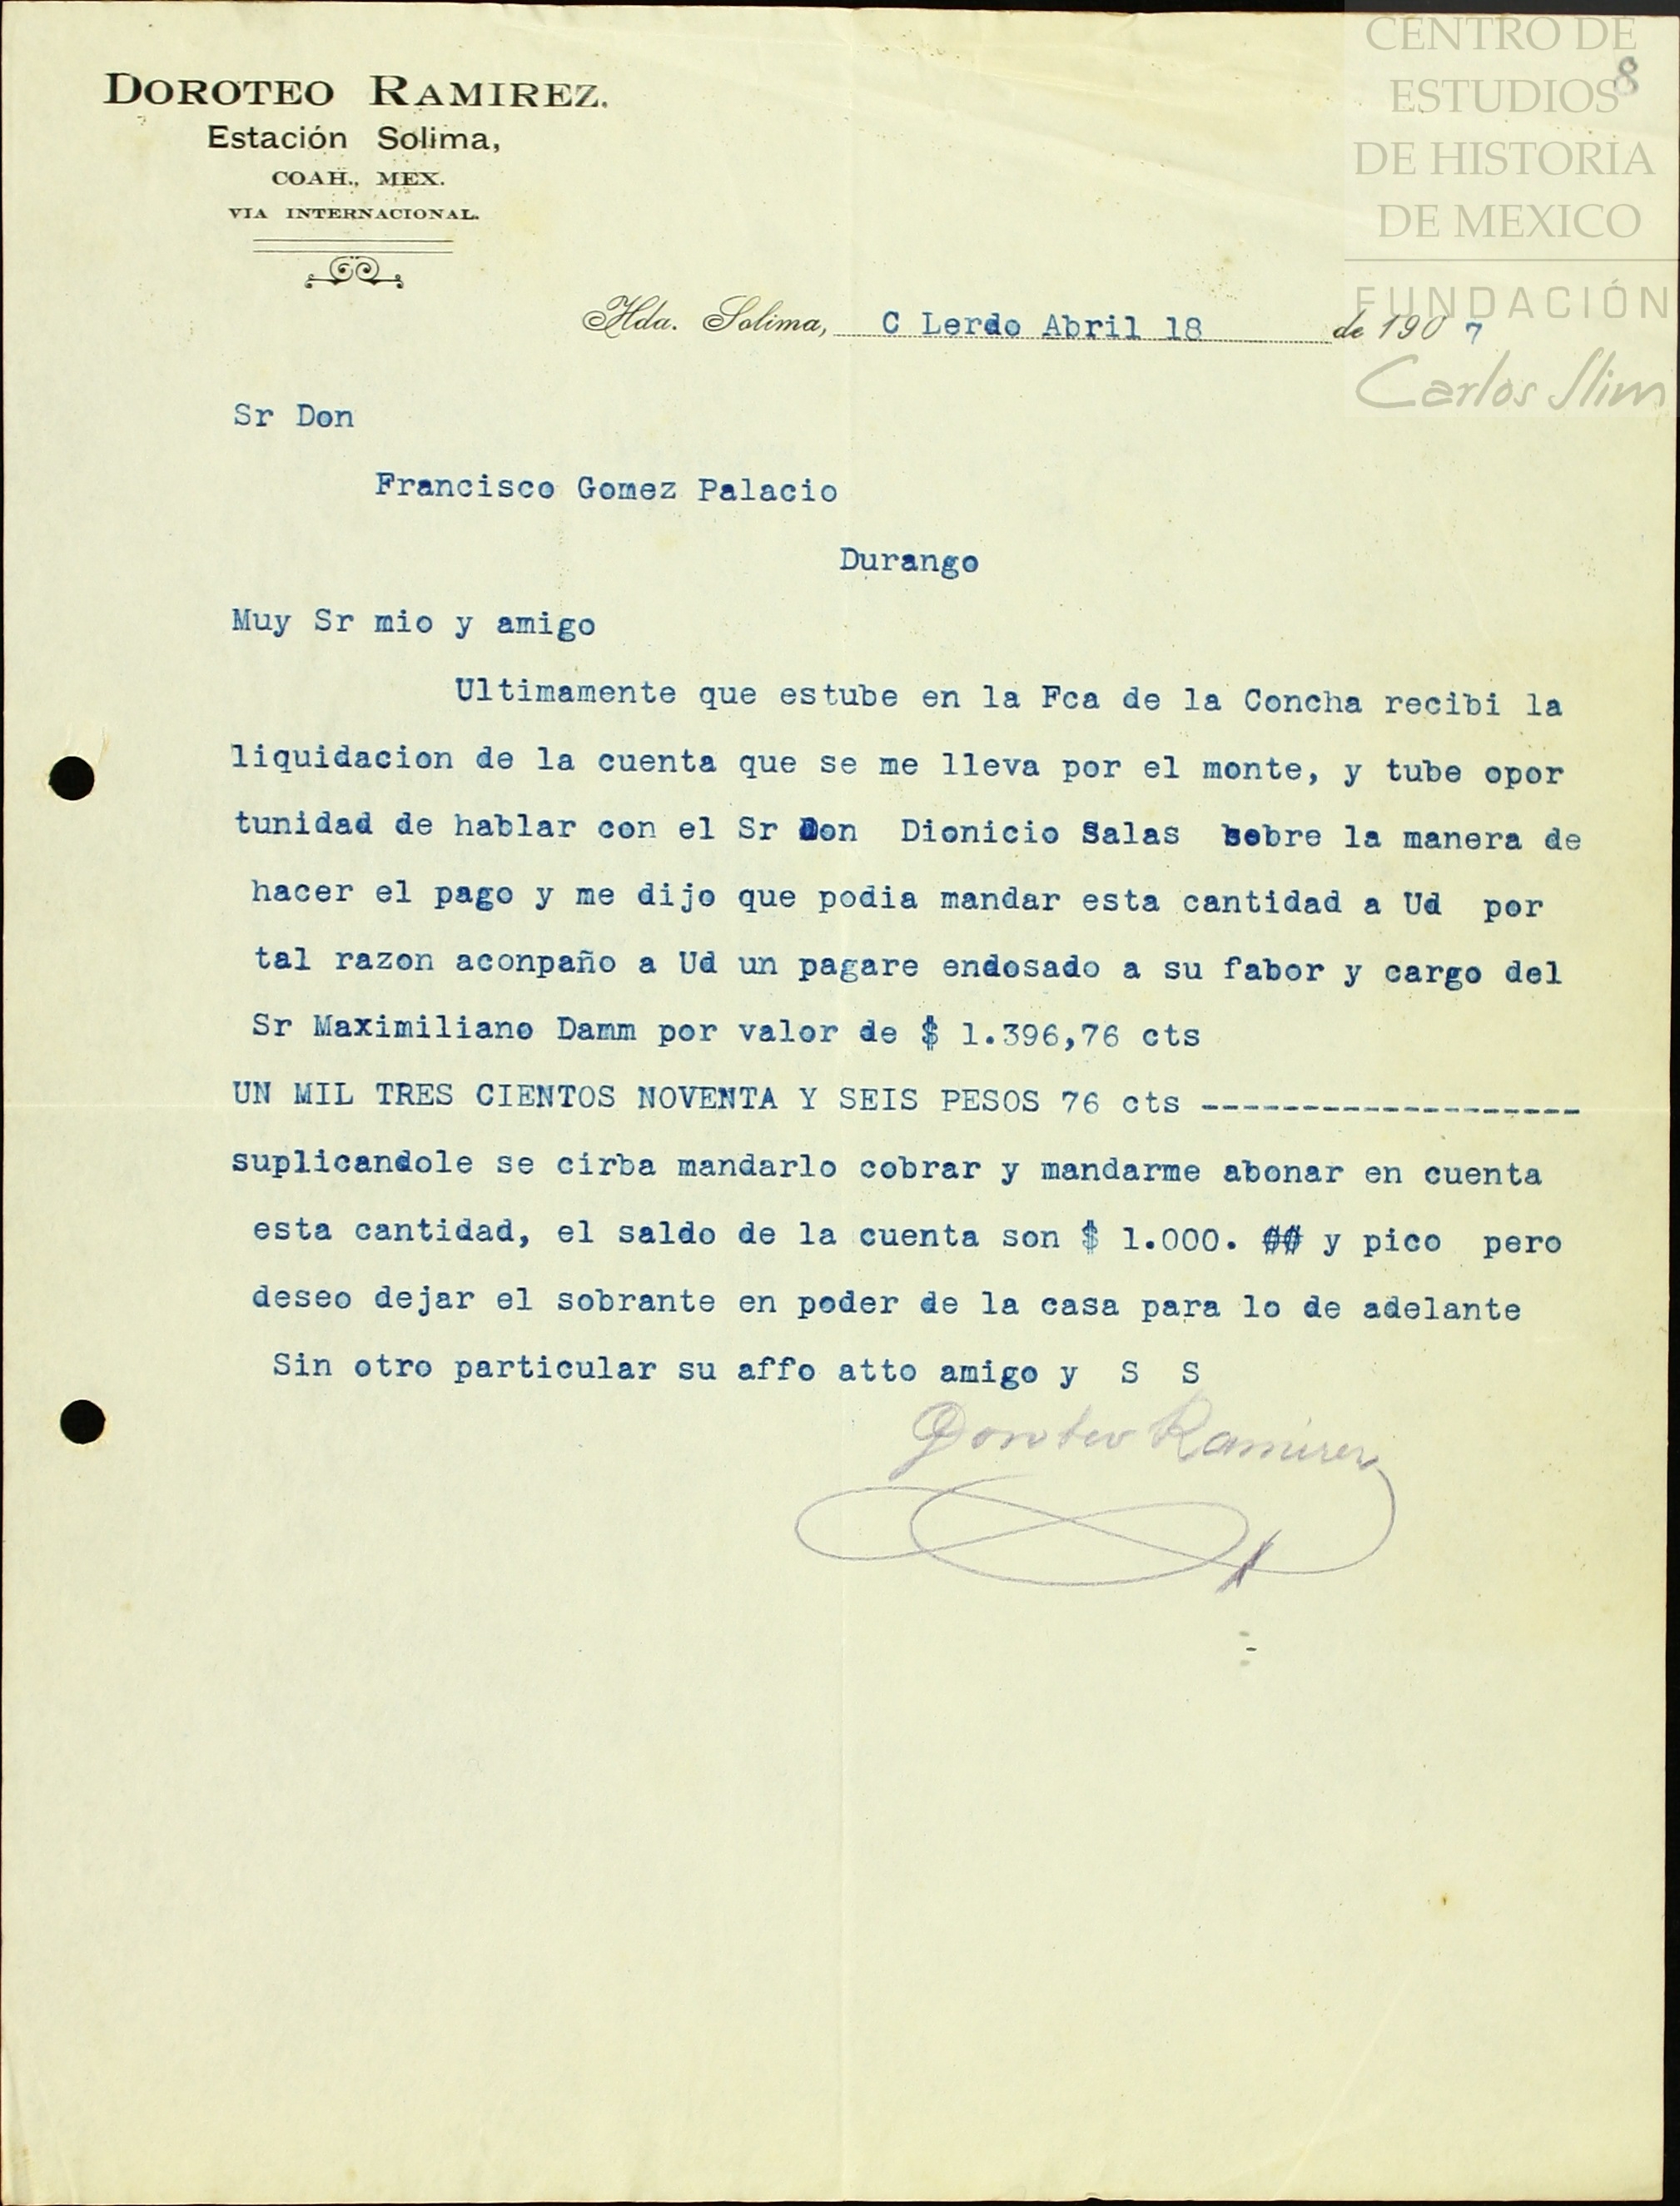 CENTRO DE
ESTUDIOS
8
DE HISTORIA
DE MEXICO
FUNDACIÓN
Carlos Slim
DOROTEO RAMIREZ.
Estación Solima,
COAH., MEX.
VIA INTERNACIONAL.
Hda. Solima, C Lerdo Abril 18 de 190 7
Sr Don
Francisco Gomez Palacio
Durango
Muy Sr mio y amigo
Ultimamente que estube en la Fca de la Concha recibi la
liquidacion de la cuenta que se me lleva por el monte, y tube opor
tunidad de hablar con el Sr Don Dionicio Salas sobre la manera de
hacer el pago y me dijo que podia mandar esta cantidad a Ud por
tal razon aconpaño a Ud un pagare endosado a su fabor y cargo del
Sr Maximiliano Damm por valor de $ 1.396,76 cts
UN MIL TRES CIENTOS NOVENTA Y SEIS PESOS 76 cts -------------------
suplicandole se cirba mandarlo cobrar y mandarme abonar en cuenta
esta cantidad, el saldo de la cuenta son $ 1.000. y pico pero
deseo dejar el sobrante en poder de la casa para lo de adelante
Sin otro particular su affo atto amigo y S S
Doroteo Ramirez